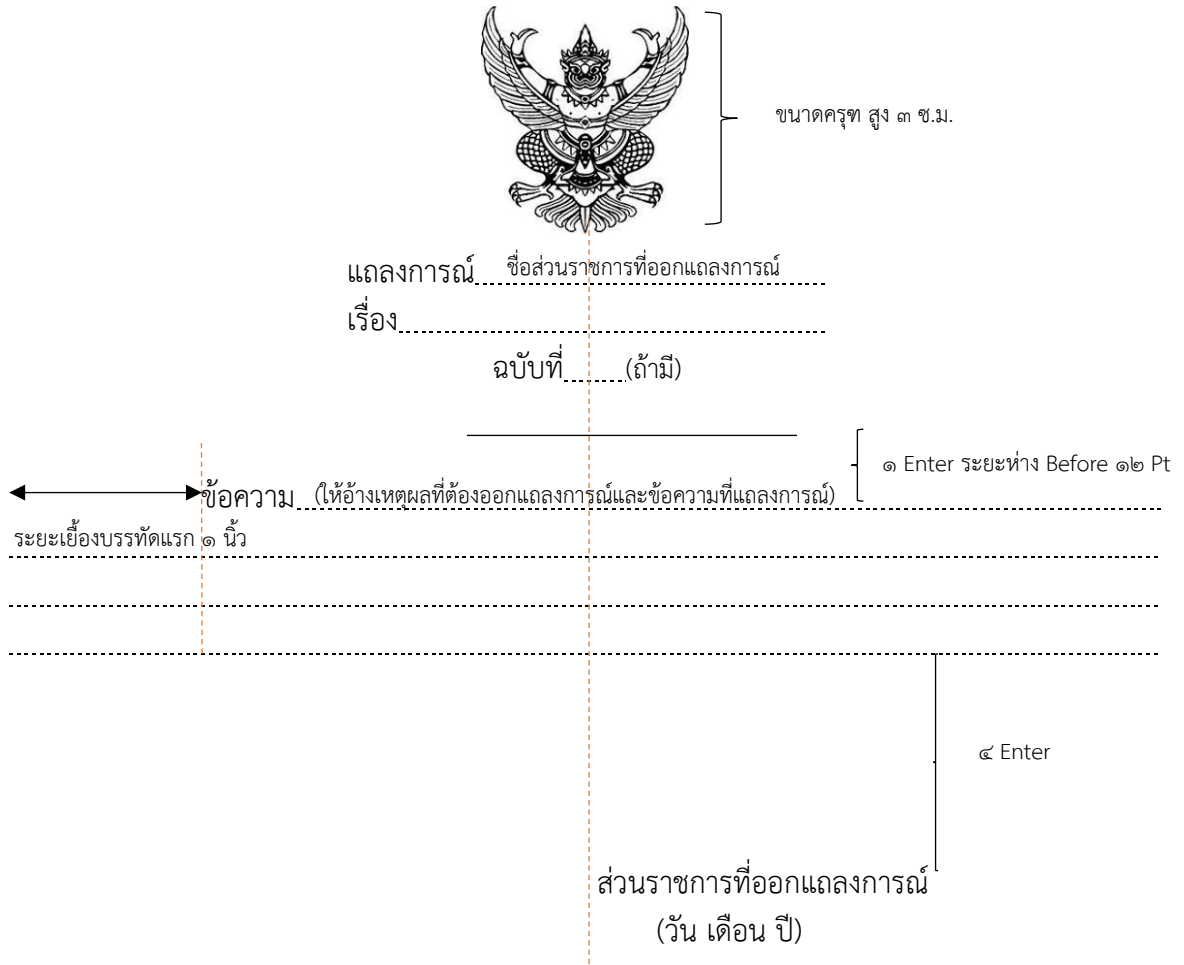 ขนาดครุฑ สูง ๓ ซ.ม.
แถลงการณ์ ชื่อส่วนราชการที่ออกแถลงการณ์
เรื่อง
ฉบับที่ (ถ้ามี)
๑ Enter ระยะห่าง Before ๑๒ Pt
ข้อความ (ให้อ้างเหตุผลที่ต้องออกแถลงการณ์และข้อความที่แถลงการณ์)
ระยะเยื้องบรรทัดแรก ๑ นิ้ว
๔ Enter
ส่วนราชการที่ออกแถลงการณ์
(วัน เดือน ปี)